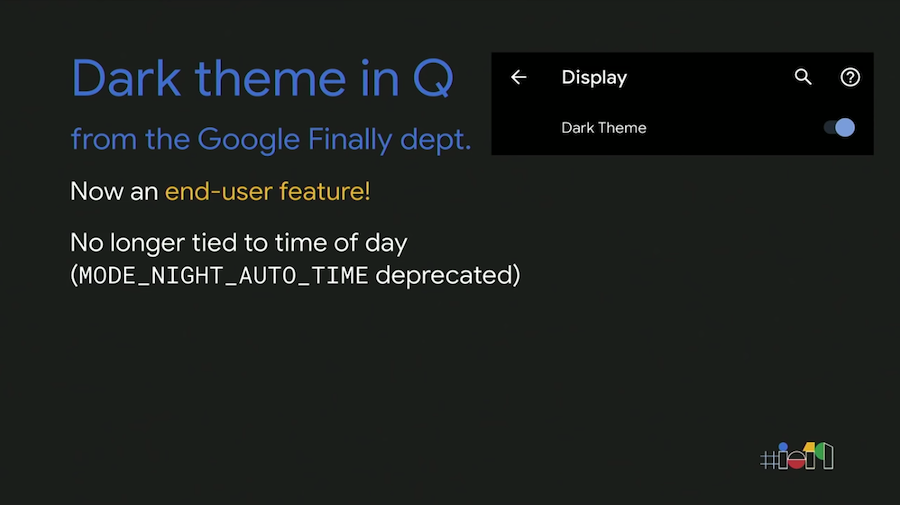 Dark theme in Q
from the Google Finally dept.
Display
Dark Theme
Now an end-user feature!
No longer tied to time of day
(MODE_NIGHT_AUTO_TIME deprecated)
#io19